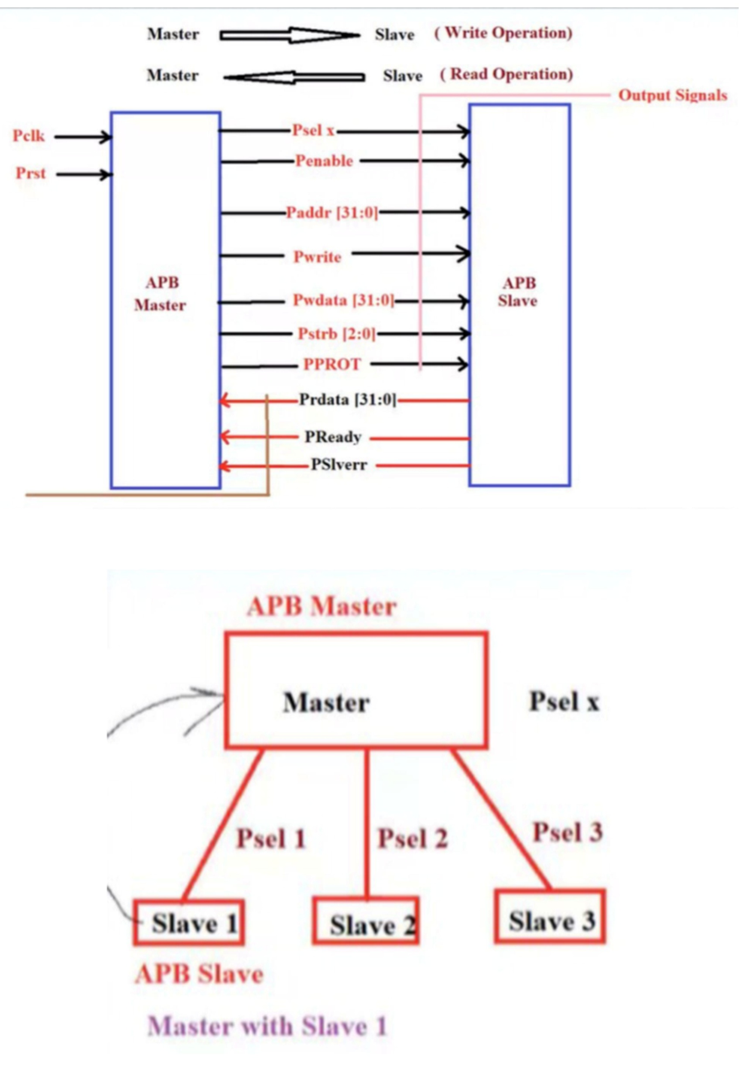 Master Slave ( Write Operation)
Master Slave ( Read Operation)
Output Signals
Pclk
Prst
Psel x
Penable
Paddr [31:0]
Pwrite
APB
Master
APB
Slave
Pwdata [31:0]
Pstrb [2:0]
PPROT
Prdata [31:0]
PReady
PSlverr
APB Master
Master
Psel x
Psel 1
Psel 2
Psel 3
Slave 1
Slave 2
Slave 3
APB Slave
Master with Slave 1